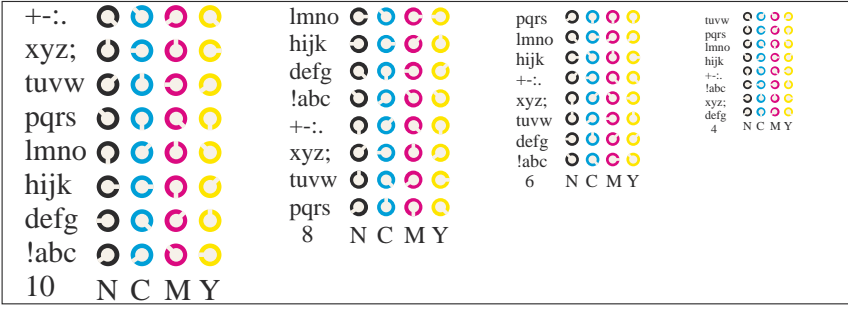 +-:.
xyz;
tuvw
pqrs
lmno
hijk
defg
!abc
10 N C M Y
lmno
hijk
defg
!abc
+-:.
xyz;
tuvw
pqrs
8 N C M Y
pqrs
lmno
hijk
+-:.
xyz;
tuvw
defg
!abc
6 N C M Y
tuvw
pqrs
lmno
hijk
+-:.
!abc
xyz;
defg
4 N C M Y